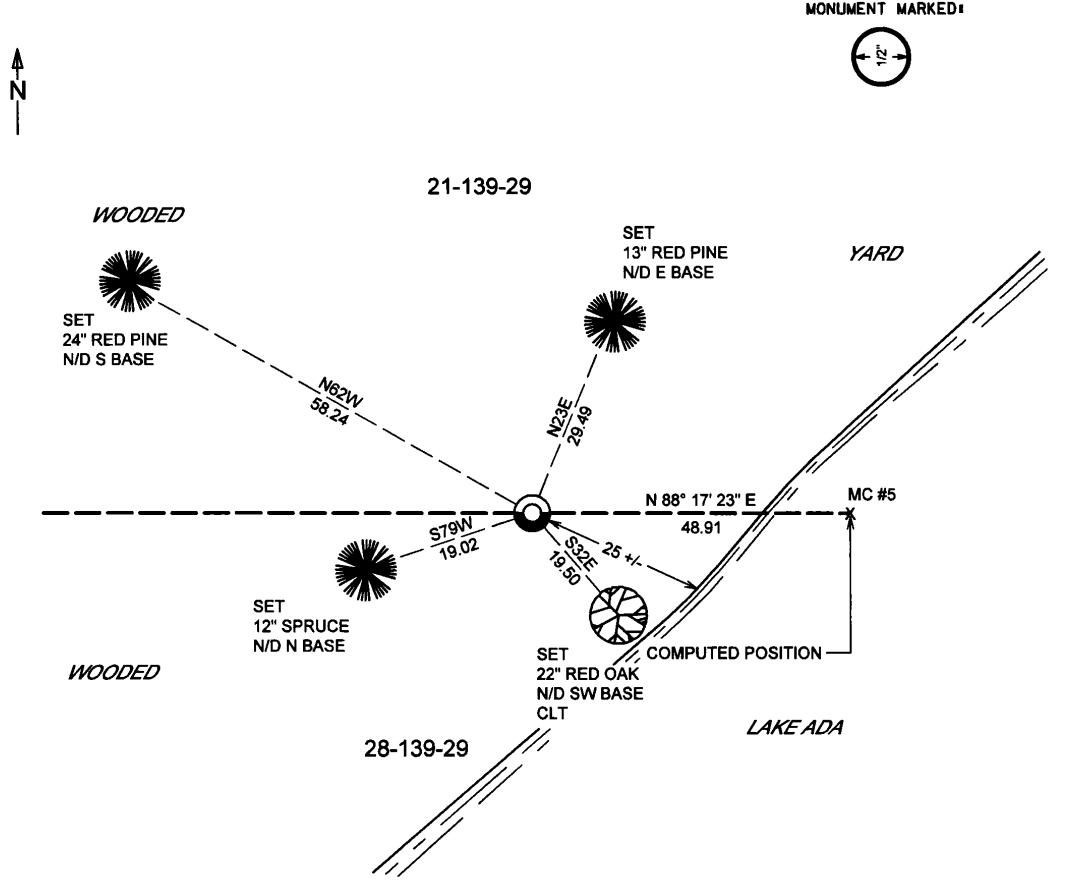 MONUMENT MARKED:
1/2"
N
21-139-29
WOODED
SET
13" RED PINE
N/D E BASE
YARD
SET
24" RED PINE
N/D S BASE
N62W
58.24
N23E
29.49
N 88° 17' 23" E
48.91
MC #5
S79W
19.02
S32E
19.50
25 +/-
SET
12" SPRUCE
N/D N BASE
SET
22" RED OAK
N/D SW BASE
CLT
COMPUTED POSITION
WOODED
LAKE ADA
28-139-29